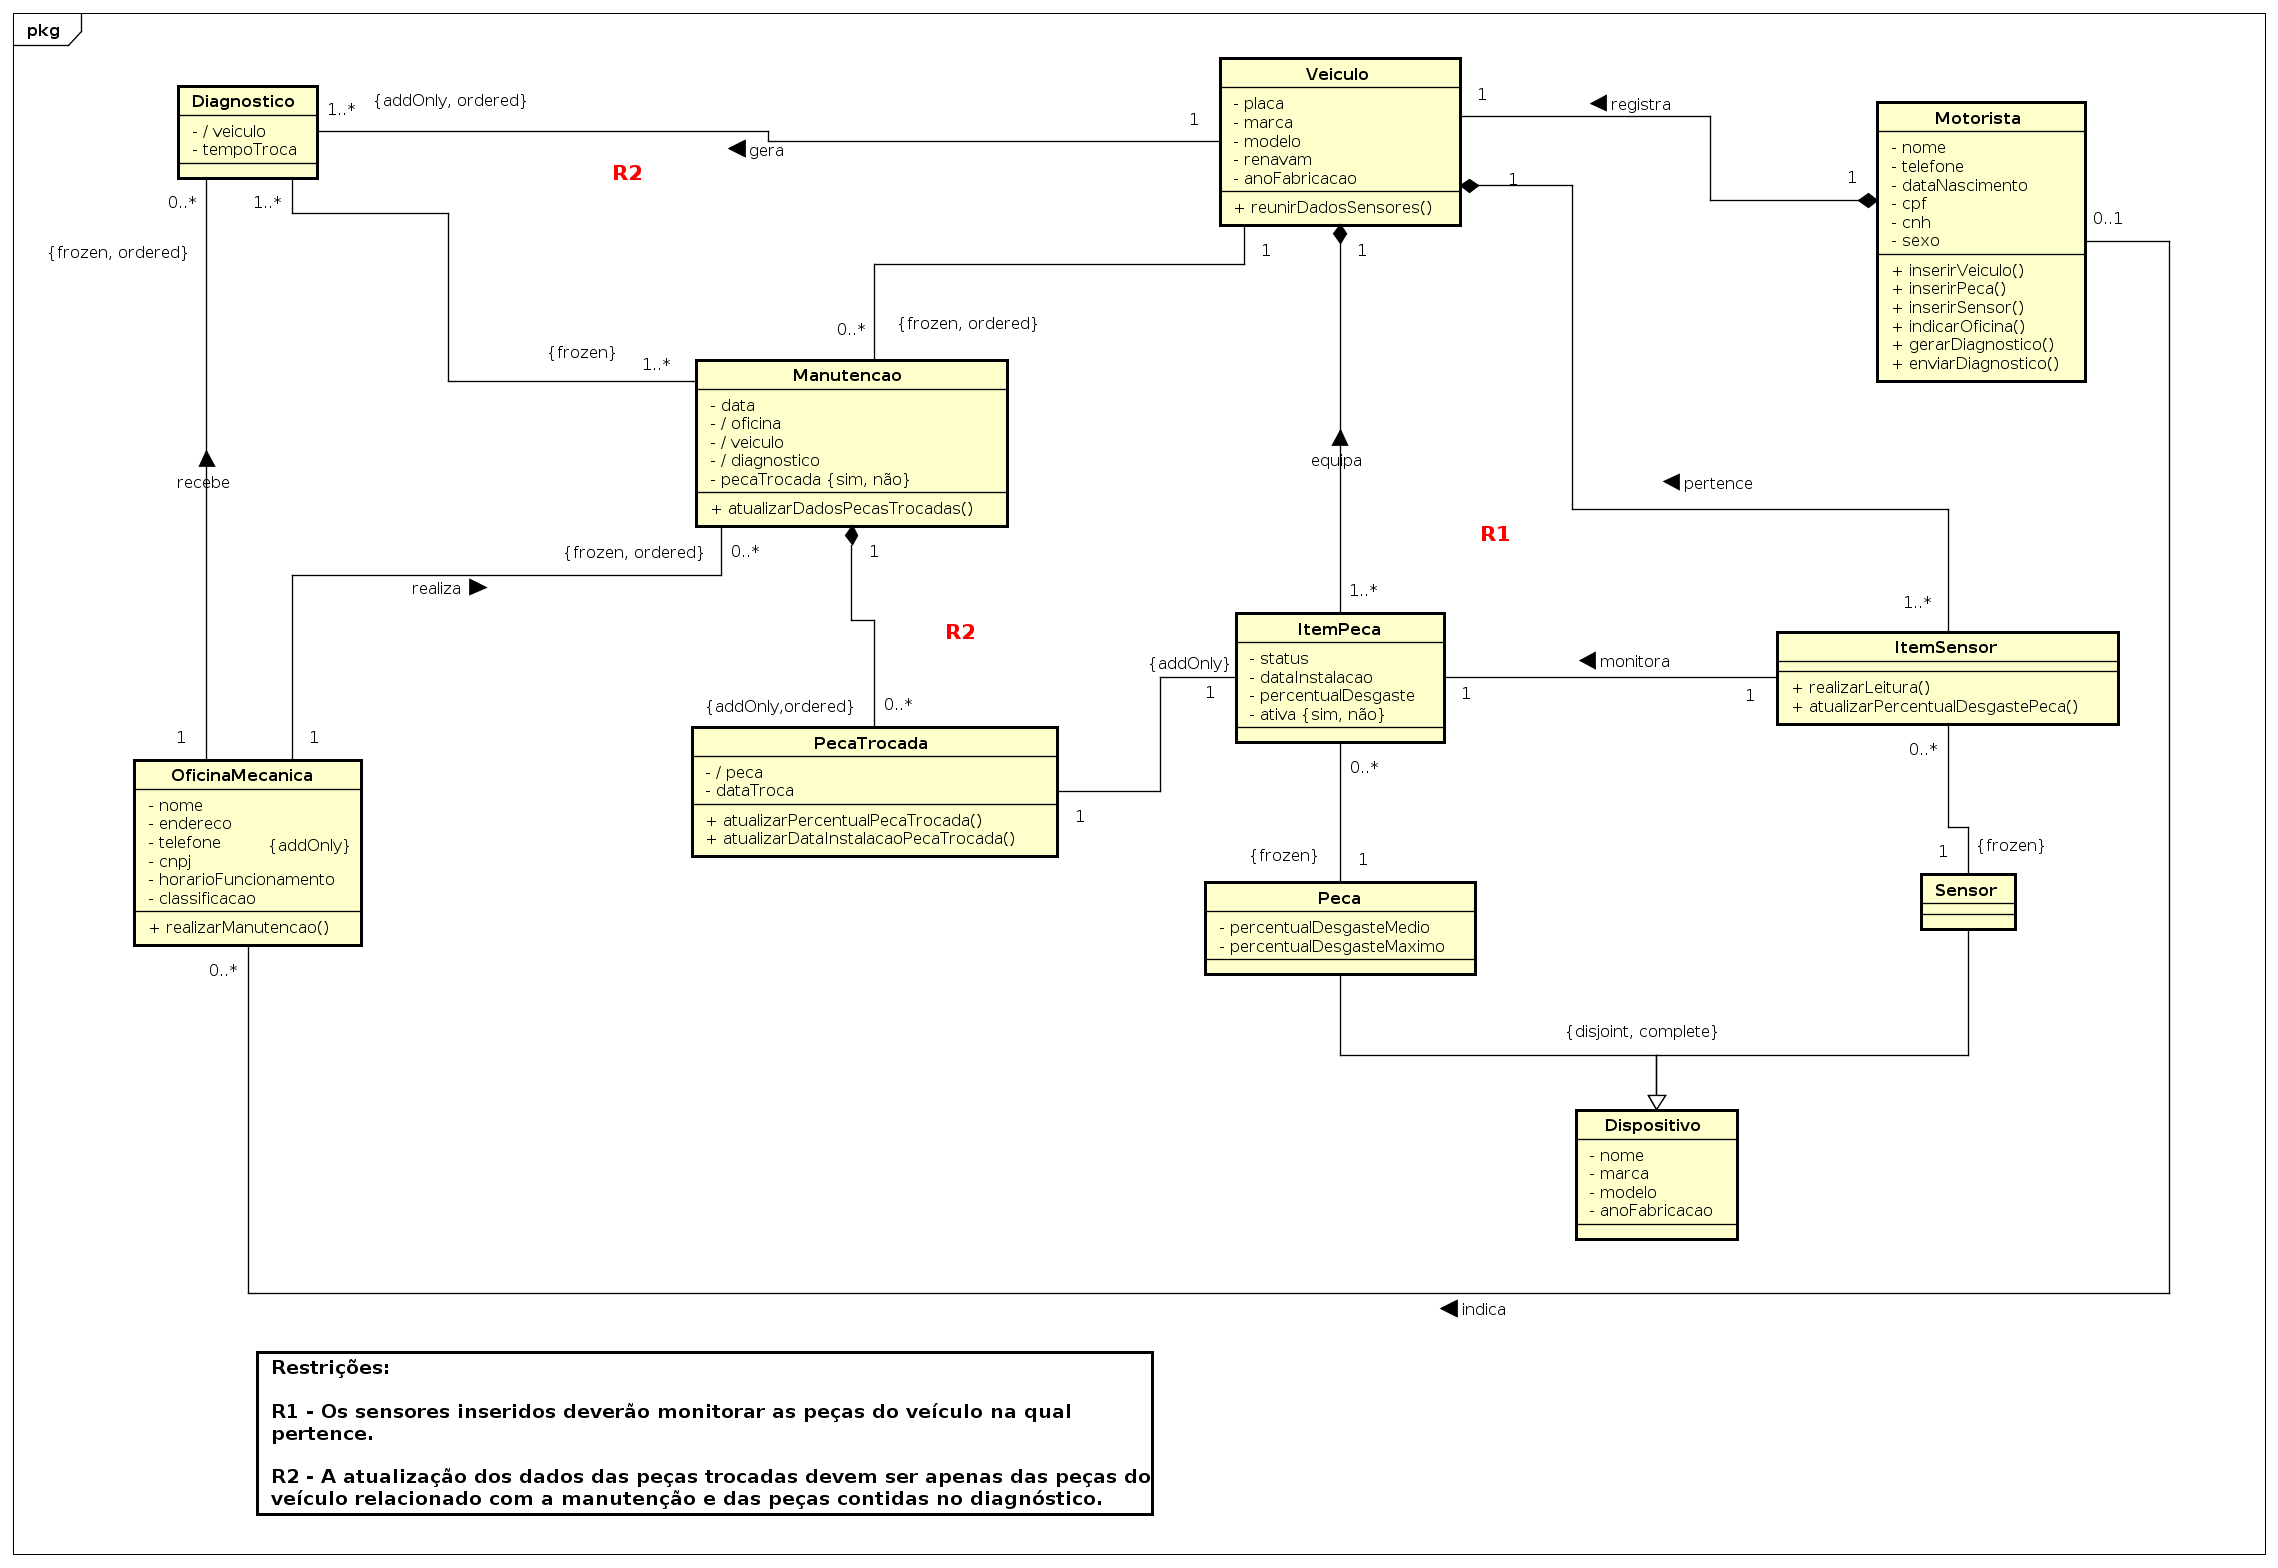 pkg
Diagnostico
- / veiculo
- tempoTroca
1..*
{addOnly, ordered}
gera
1
R2
Veiculo
- placa
- marca
- modelo
- renavam
- anoFabricacao
+ reunirDadosSensores()
1
registra
1
Motorista
- nome
- telefone
- dataNascimento
- cpf
- cnh
- sexo
+ inserirVeiculo()
+ inserirPeca()
+ inserirSensor()
+ indicarOficina()
+ gerarDiagnostico()
+ enviarDiagnostico()
0..1
0..*
1..*
{frozen, ordered}
1
1
1
0..*
{frozen, ordered}
{frozen}
1..*
Manutencao
- data
- / oficina
- / veiculo
- / diagnostico
- pecaTrocada {sim, não}
+ atualizarDadosPecasTrocadas()
recebe
equipa
pertence
R1
{frozen, ordered}
0..*
1
realiza
R2
1..*
1..*
ItemPeca
- status
- dataInstalacao
- percentualDesgaste
- ativa {sim, não}
monitora
1
1
ItemSensor
+ realizarLeitura()
+ atualizarPercentualDesgastePeca()
{addOnly}
1
{addOnly,ordered}
0..*
PecaTrocada
- / peca
- dataTroca
+ atualizarPercentualPecaTrocada()
+ atualizarDataInstalacaoPecaTrocada()
1
1
1
OficinaMecanica
- nome
- endereco
- telefone
{addOnly}
- cnpj
- horarioFuncionamento
- classificacao
+ realizarManutencao()
0..*
0..*
{frozen}
1
Peca
- percentualDesgasteMedio
- percentualDesgasteMaximo
0..*
1
{frozen}
Sensor
{disjoint, complete}
Dispositivo
- nome
- marca
- modelo
- anoFabricacao
indica
Restrições:
R1 - Os sensores inseridos deverão monitorar as peças do veículo na qual
pertence.
R2 - A atualização dos dados das peças trocadas devem ser apenas das peças do
veículo relacionado com a manutenção e das peças contidas no diagnóstico.